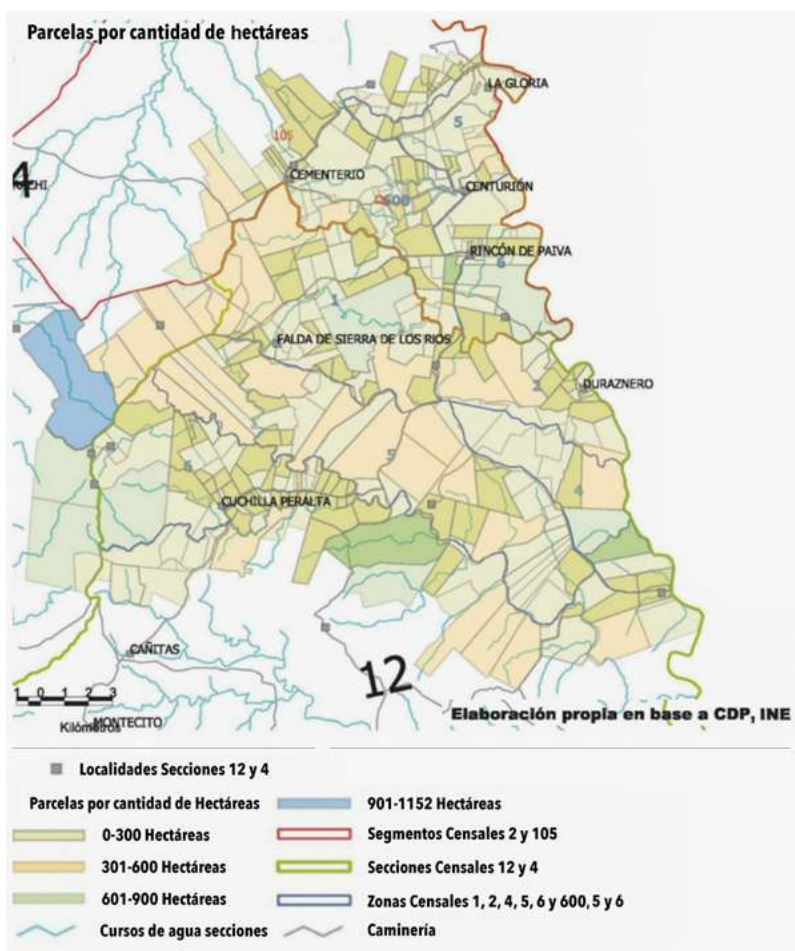 Parcelas por cantidad de hectáreas
LA GLORIA
5
105
4
CEMENTERIO
CENTURIÓN
600
RINCÓN DE PAIVA
6
1
FALDA DE SIERRA DE LOS RIOS
2
DURAZNERO
5
6
4
CUCHILLA PERALTA
CAÑITAS
12
1 0 1 2 3
Kilómetros
MONTECITO
Elaboración propia en base a CDP, INE
Localidades Secciones 12 y 4
Parcelas por cantidad de Hectáreas
901-1152 Hectáreas
0-300 Hectáreas
Segmentos Censales 2 y 105
301-600 Hectáreas
Secciones Censales 12 y 4
601-900 Hectáreas
Zonas Censales 1, 2, 4, 5, 6 y 600, 5 y 6
Cursos de agua secciones
Caminería